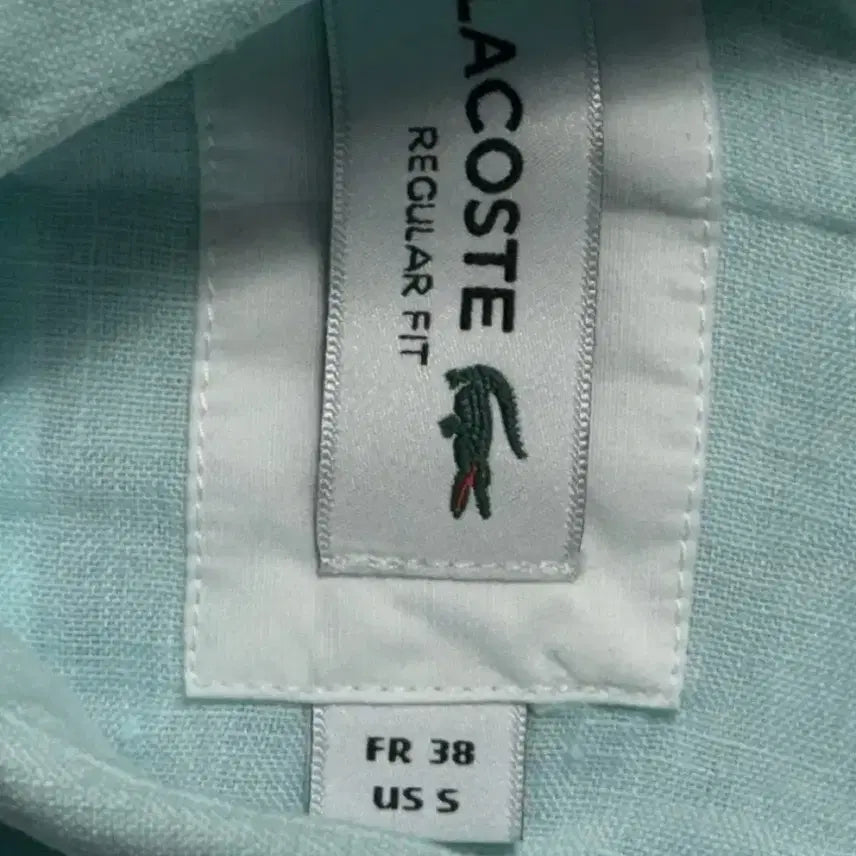 LACOSTE
REGULAR FIT
FR 38
US S